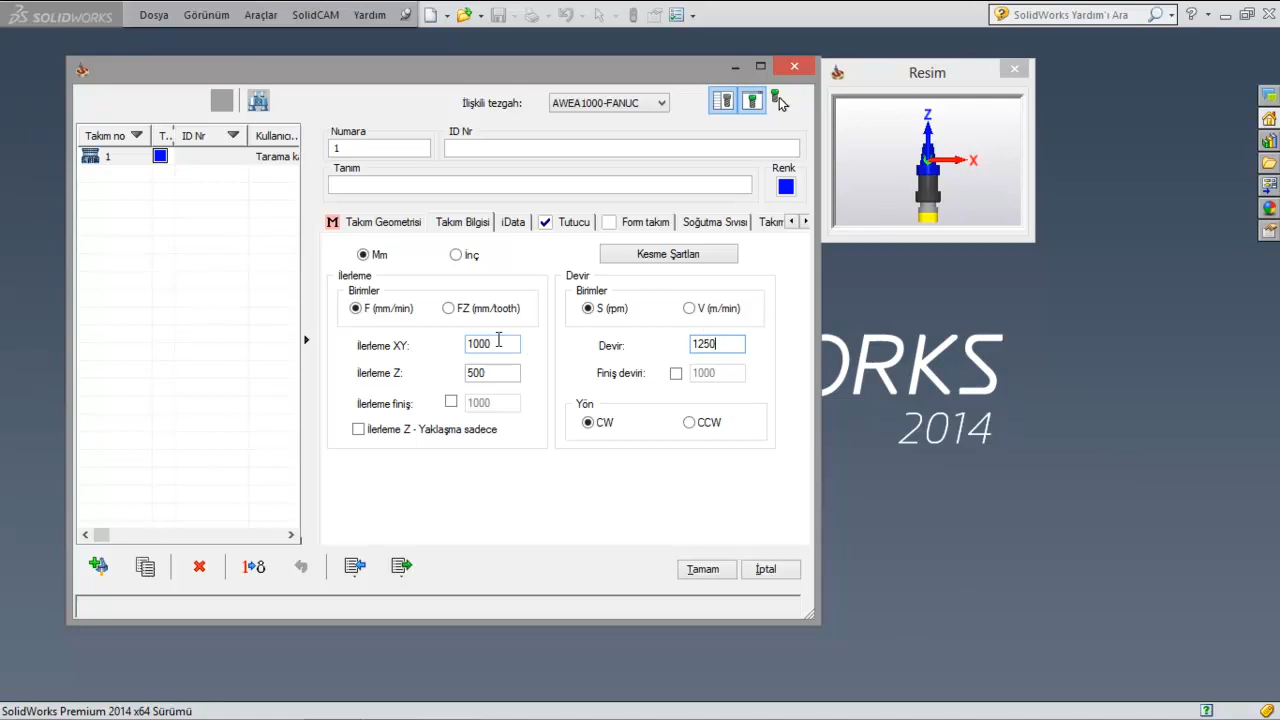 SOLIDWORKS
Dosya Görünüm Araçlar SolidCAM Yardım
SolidWorks Yardım'ı Ara
İlişkili tezgah: AWEA1000-FANUC
Resim
Z
X
Takım no T.. ID Nr Kullanıcı..
1 Tarama ka
Numara ID Nr
1
Tanım Renk
M Takım Geometrisi Takım Bilgisi iData Tutucu Form takım Soğutma Sıvısı Takım
Mm İnç Kesme Şartları
İlerleme Devir
Birimler Birimler
F (mm/min) FZ (mm/tooth) S (rpm) V (m/min)
İlerleme XY: 1000 Devir: 1250
İlerleme Z: 500 Finiş deviri: 1000
İlerleme finiş: 1000 Yön
İlerleme Z - Yaklaşma sadece CW CCW
ORKS
2014
Tamam İptal
SolidWorks Premium 2014 x64 Sürümü